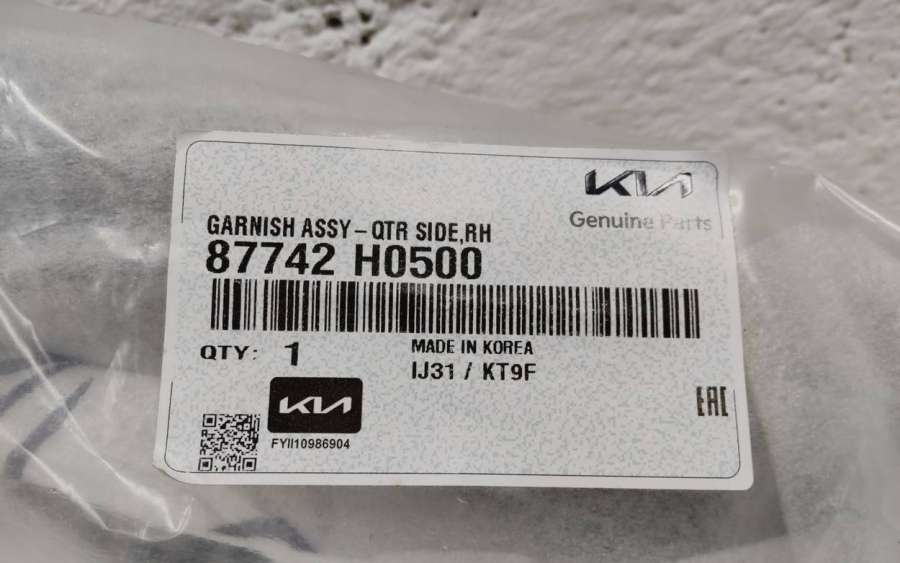 KIA
Genuine Parts
GARNISH ASSY-QTR SIDE,RH
87742 H0500
QTY: 1
MADE IN KOREA
IJ31 / KT9F
KIA
FYII10986904
EAC